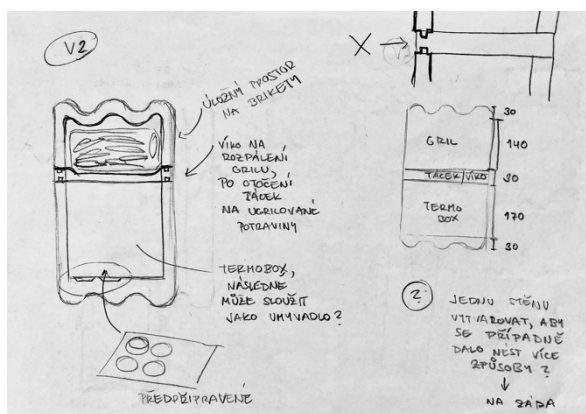 V2
ÚLOŽNÝ PROSTOR
NA BRIKETY
VÍKO NA
ROZPÁLENÍ
GRILU,
PO OTOČENÍ
TÁCEK
NA UGRILOVANÉ
POTRAVINY
TERMOBOX,
NÁSLEDNĚ
MŮŽE SLOUŽIT
JAKO UMYVADLO?
PŘEDPŘIPRAVENÉ
X
30
GRIL
140
TÁCEK/VÍKO
30
TERMO
BOX
170
30
?
JEDNU STĚNU
VYTVAROVAT, ABY
SE PŘÍPADNĚ
DALO NÉST VÍCE
ZPŮSOBY?
NA ZÁDA